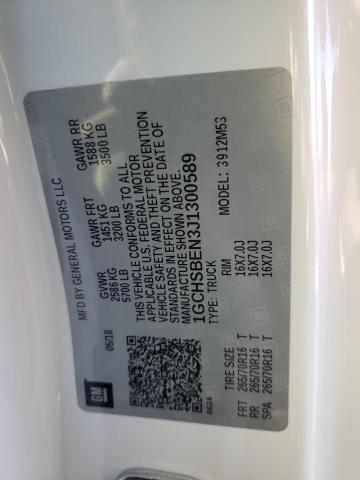 GM
MFD BY GENERAL MOTORS LLC
05/18
GVWR
2586 KG
5700 LB
GAWR FRT
1451 KG
3200 LB
GAWR RR
1588 KG
3500 LB
THIS VEHICLE CONFORMS TO ALL
APPLICABLE U.S. FEDERAL MOTOR
VEHICLE SAFETY AND THEFT PREVENTION
STANDARDS IN EFFECT ON THE DATE OF
MANUFACTURE SHOWN ABOVE.
1GCHSBEN3J1300589
TYPE: TRUCK
MODEL: 3912M53
8624
TIRE SIZE RIM
FRT 265/70R16 T 16X7.0J
RR 265/70R16 T 16X7.0J
SPA 265/70R16 T 16X7.0J